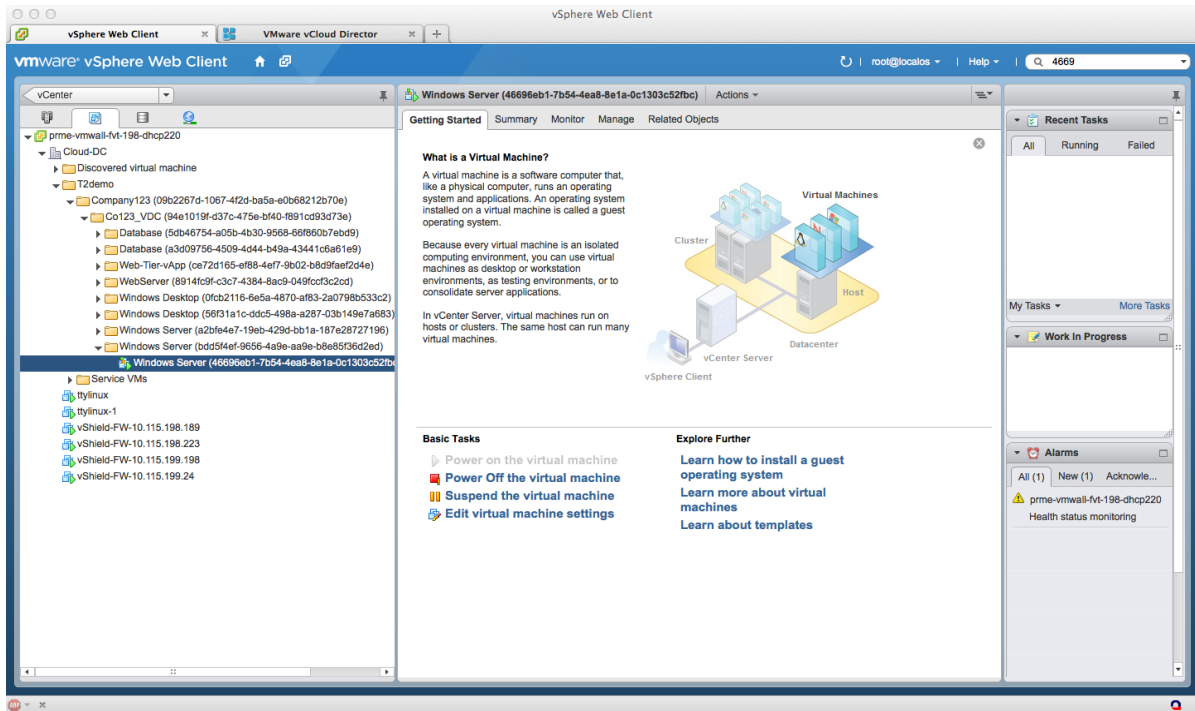 vSphere Web Client
vSphere Web Client
VMware vCloud Director
vmware® vSphere Web Client
root@localos
Help
4669
vCenter
prme-vmwall-fvt-198-dhcp220
Cloud-DC
Discovered virtual machine
T2demo
Company123 (09b2267d-1067-4f2d-ba5a-e0b68212b70e)
Co123_VDC (94e1019f-d37c-475e-bf40-f891cd93d73e)
Database (5db46754-a05b-4b30-9568-66f860b7ebd9)
Database (a3d09756-4509-4d44-b49a-43441c6a61e9)
Web-Tier-vApp (ce72d165-ef88-4ef7-9b02-b8d9faef2d4e)
WebServer (8914fc9f-c3c7-4384-8ac9-049fccf3c2cd)
Windows Desktop (0fcb2116-6e5a-4870-af83-2a0798b533c2)
Windows Desktop (56f31a1c-ddc5-498a-a287-03b149e7a683)
Windows Server (a2bfe4e7-19eb-429d-bb1a-187e28727196)
Windows Server (bdd5f4ef-9656-4a9e-aa9e-b8e85f36d2ed)
Windows Server (46696eb1-7b54-4ea8-8e1a-0c1303c52fbc
Service VMs
ttylinux
ttylinux-1
vShield-FW-10.115.198.189
vShield-FW-10.115.198.223
vShield-FW-10.115.199.198
vShield-FW-10.115.199.24
Windows Server (46696eb1-7b54-4ea8-8e1a-0c1303c52fbc)
Actions
Getting Started Summary Monitor Manage Related Objects
What is a Virtual Machine?
A virtual machine is a software computer that,
like a physical computer, runs an operating
system and applications. An operating system
installed on a virtual machine is called a guest
operating system.
Because every virtual machine is an isolated
computing environment, you can use virtual
machines as desktop or workstation
environments, as testing environments, or to
consolidate server applications.
In vCenter Server, virtual machines run on
hosts or clusters. The same host can run many
virtual machines.
Virtual Machines
Cluster
Host
Datacenter
vCenter Server
vSphere Client
Basic Tasks
Power on the virtual machine
Power Off the virtual machine
Suspend the virtual machine
Edit virtual machine settings
Explore Further
Learn how to install a guest
operating system
Learn more about virtual
machines
Learn about templates
Recent Tasks
All Running Failed
My Tasks
More Tasks
Work In Progress
Alarms
All (1) New (1) Acknowle...
prme-vmwall-fvt-198-dhcp220
Health status monitoring
ABP